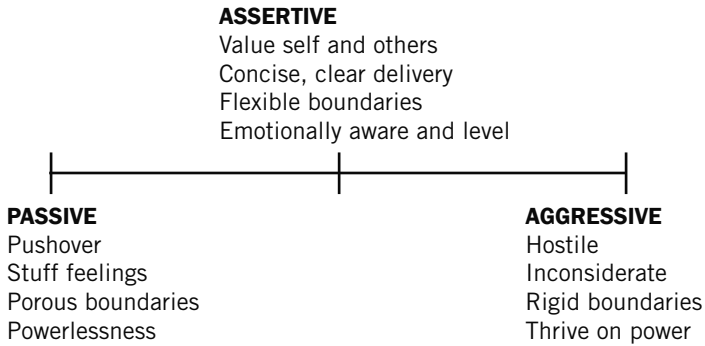 ASSERTIVE
Value self and others
Concise, clear delivery
Flexible boundaries
Emotionally aware and level
PASSIVE
Pushover
Stuff feelings
Porous boundaries
Powerlessness
AGGRESSIVE
Hostile
Inconsiderate
Rigid boundaries
Thrive on power